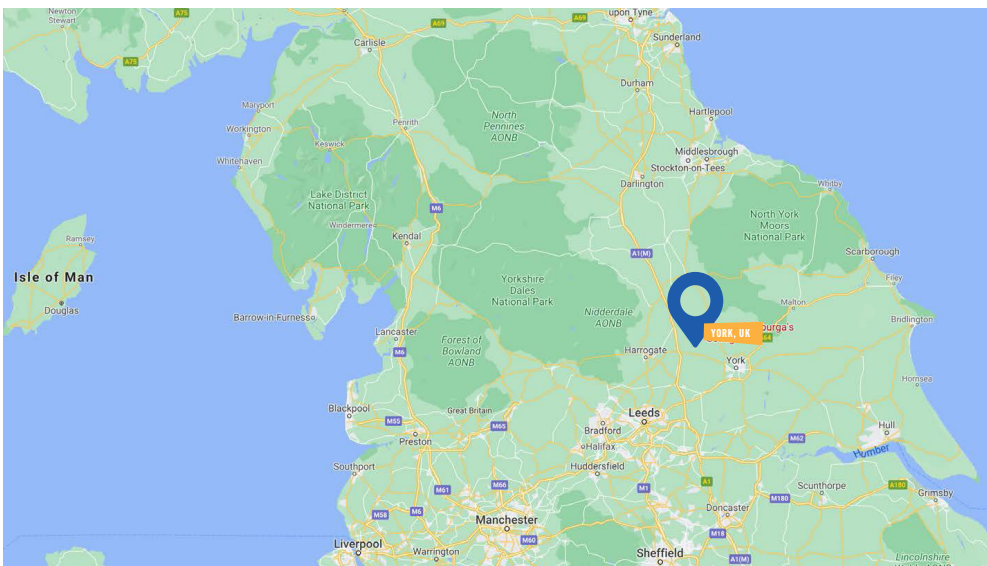 Newton
Stewart
A75
A69
A69
upon Tyne
Carlisle
Sunderland
A75
Durham
Maryport
Penrith
North
Pennines
AONB
Hartlepool
Workington
Keswick
Middlesbrough
Stockton-on-Tees
Whitehaven
Darlington
Whitby
Lake District
National Park
M6
North York
Moors
National Park
Windermere
Ramsey
Kendal
A1(M)
Scarborough
Isle of Man
Yorkshire
Dales
National Park
Filey
Douglas
Malton
Barrow-in-Furness
Nidderdale
AONB
Bridlington
Lancaster
YORK, UK
burga's
64
M6
Forest of
Bowland
AONB
Harrogate
York
Hornsea
Blackpool
Great Britain
Leeds
M55
M65
Bradford
Hull
Preston
Halifax
M62
Humber
Southport
Huddersfield
M61
M66
M1
A1
Scunthorpe
A180
Grimsby
M180
M58
M6
Manchester
Doncaster
M18
Liverpool
M60
Warrington
Sheffield
A1(M)
Lincolnshire